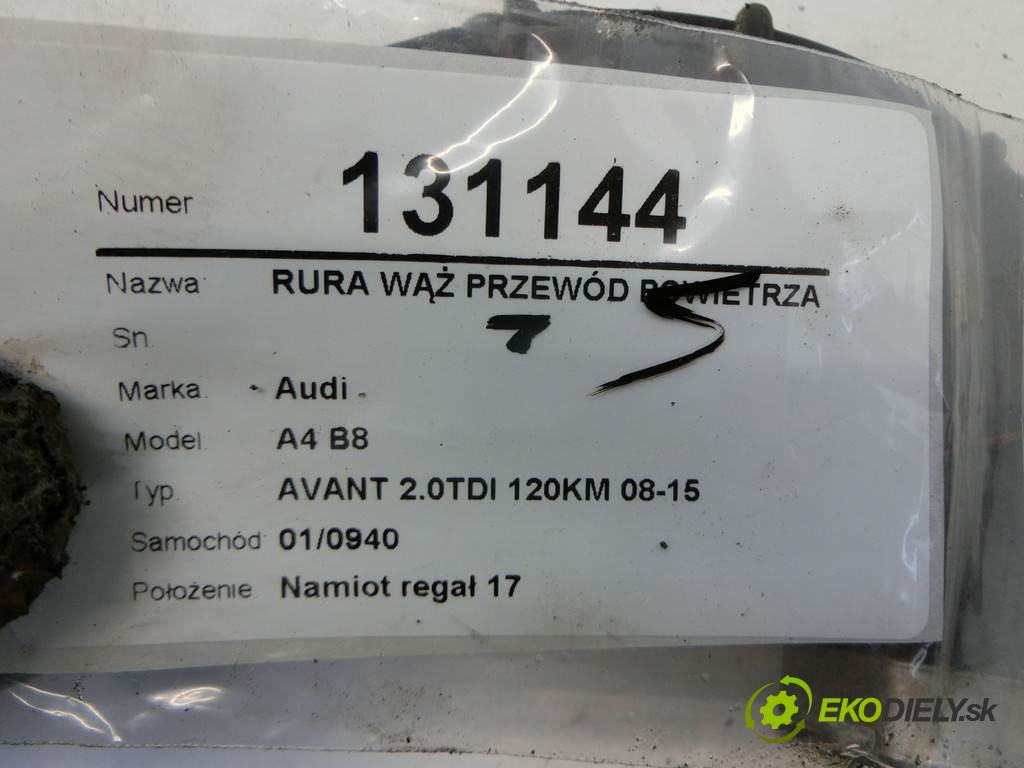 Numer 131144
Nazwa: RURA WĄŻ PRZEWÓD POWIETRZA
Sn.
Marka: Audi
Model: A4 B8
Typ: AVANT 2.0TDI 120KM 08-15
Samochód: 01/0940
Położenie: Namiot regał 17
EKODIELY.sk